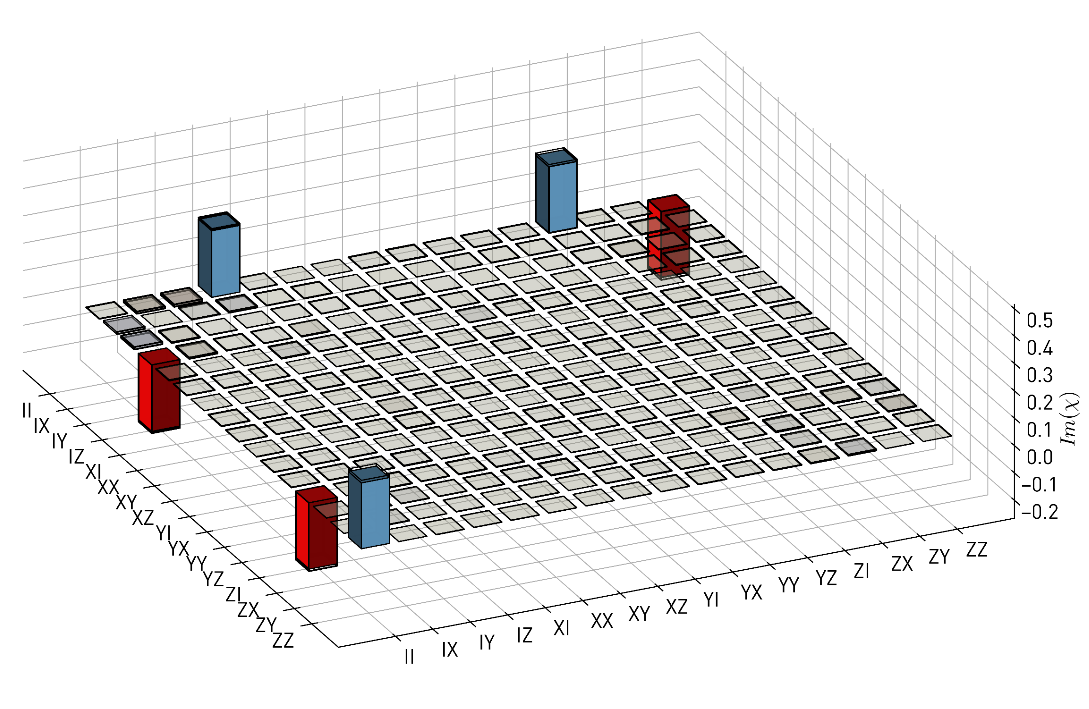 0.5
0.4
0.3
0.2
0.1
0.0
−0.1
−0.2
Im(χ)
II
IX
IY
IZ
XI
XX
XY
XZ
YI
YX
YY
YZ
ZI
ZX
ZY
ZZ
II
IX
IY
IZ
XI
XX
XY
XZ
YI
YX
YY
YZ
ZI
ZX
ZY
ZZ